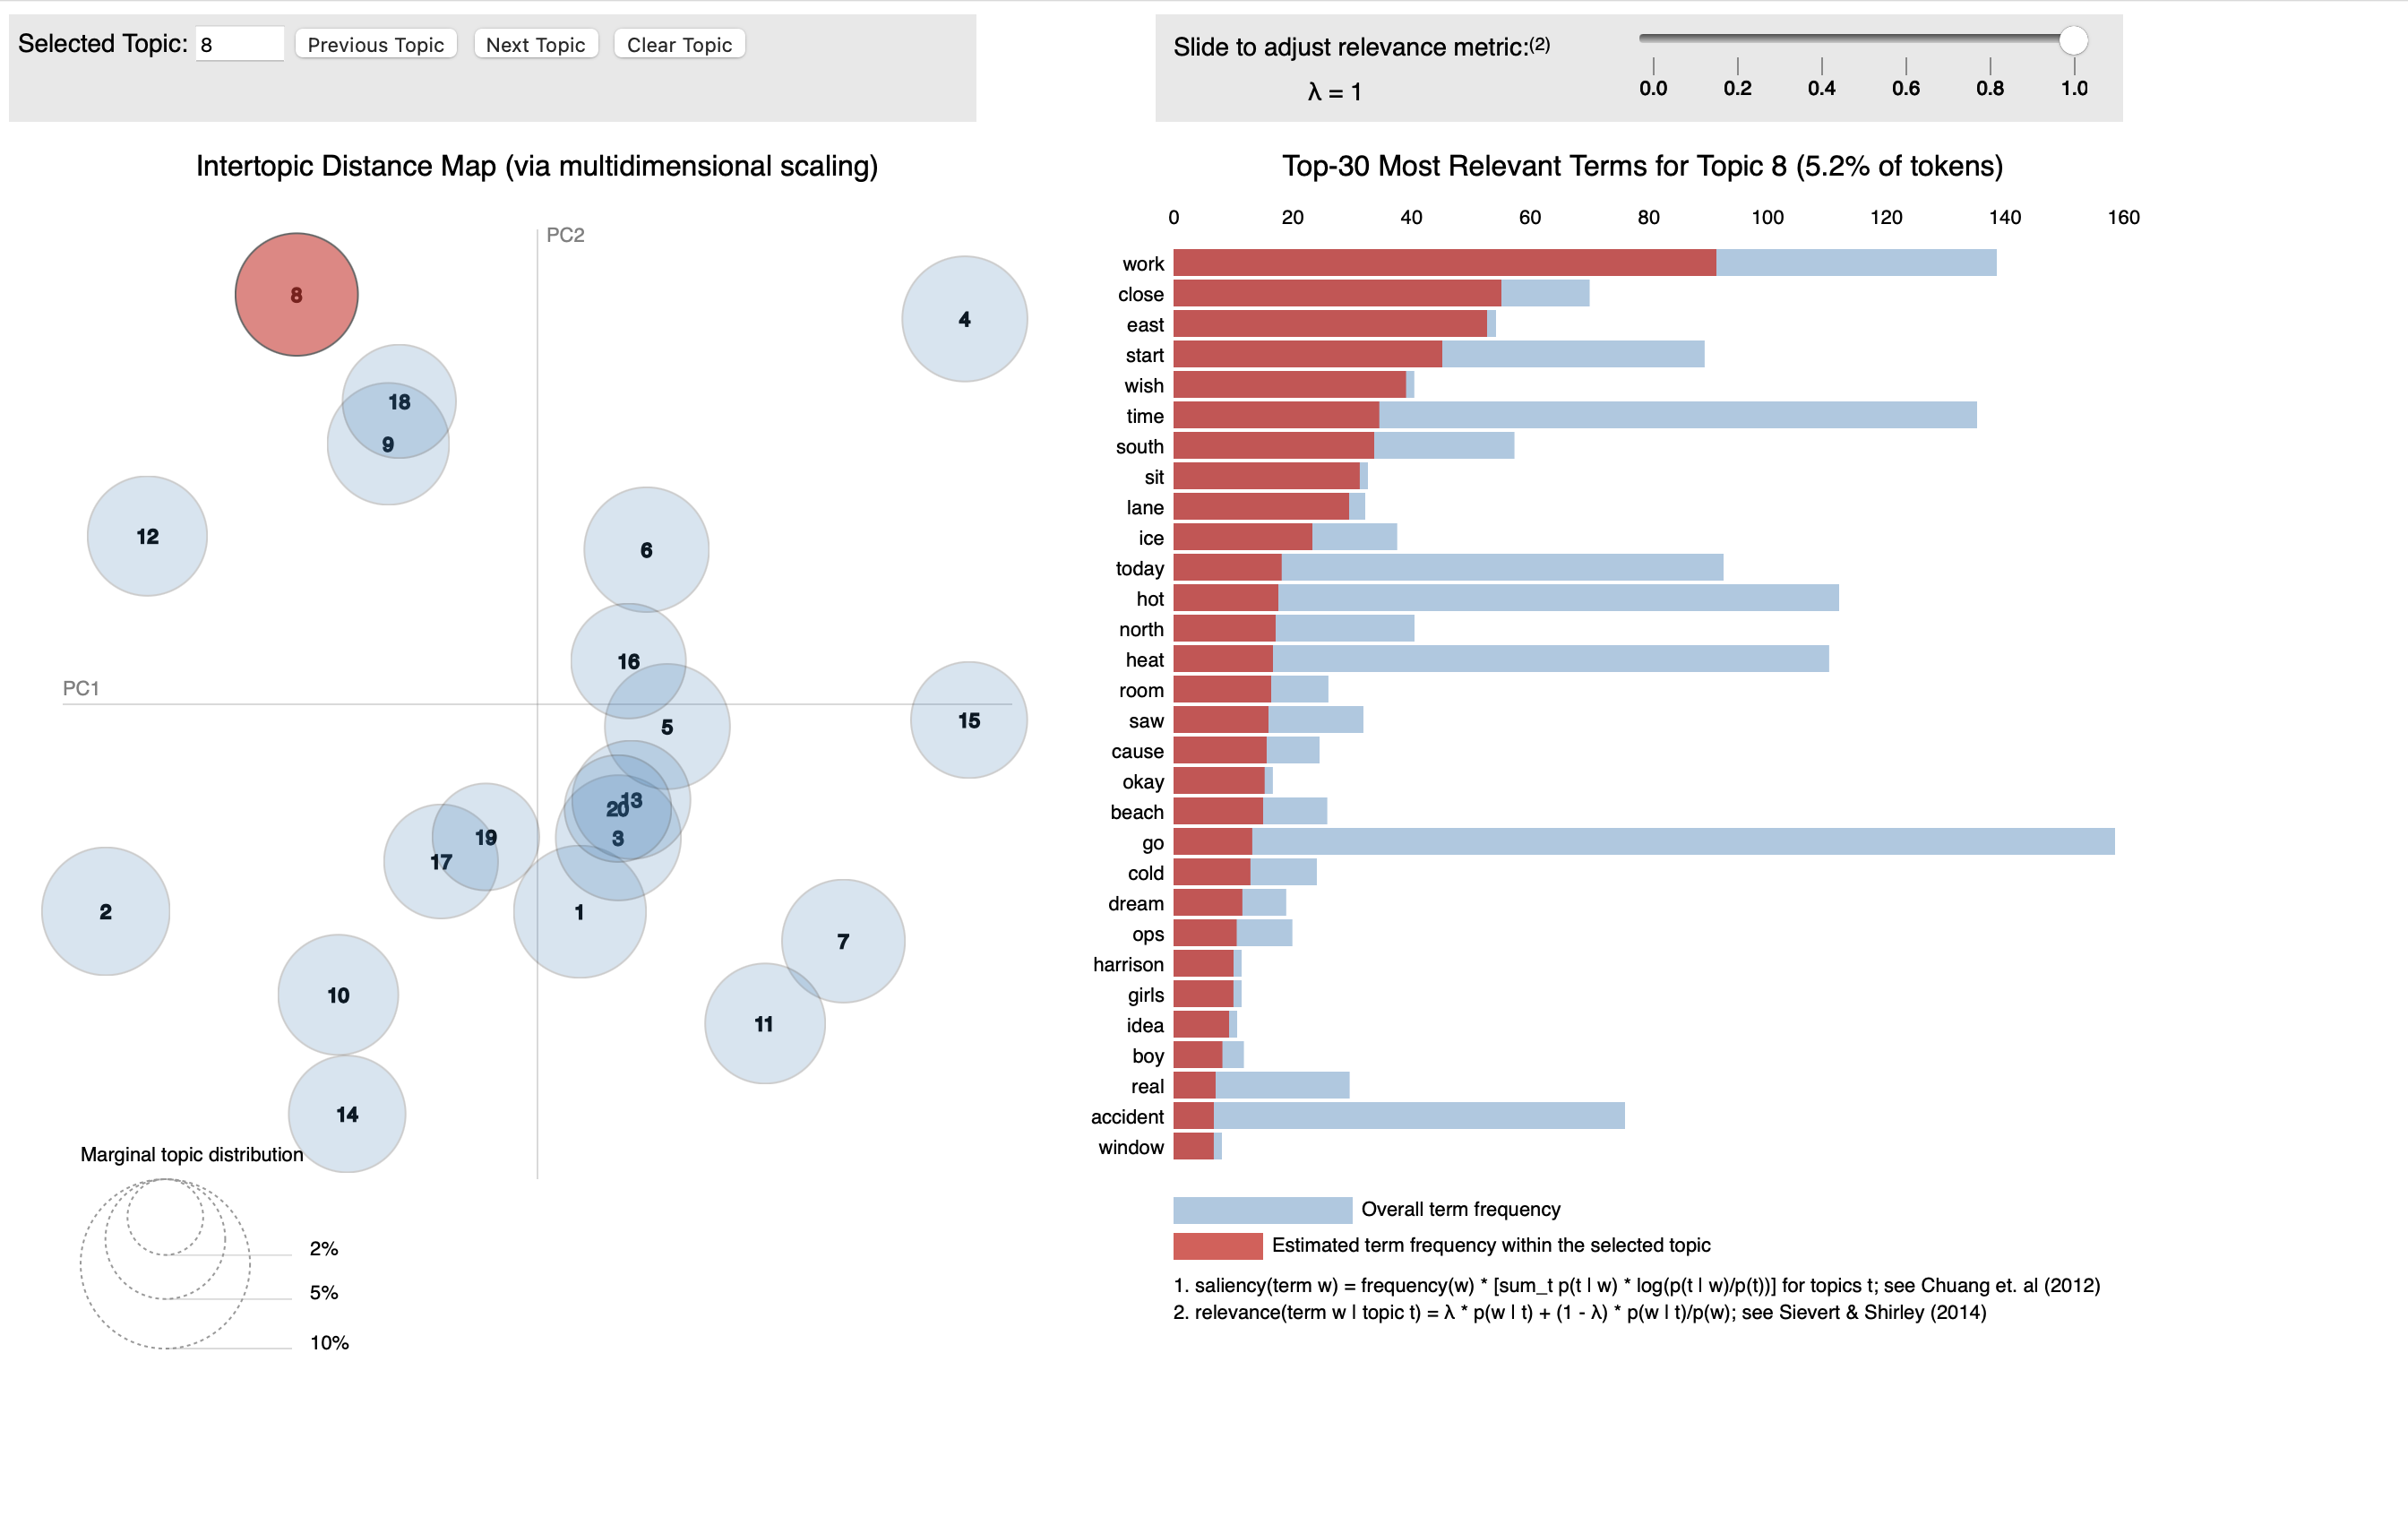 Selected Topic: 8 Previous Topic Next Topic Clear Topic
Slide to adjust relevance metric:(2)
λ = 1
0.0 0.2 0.4 0.6 0.8 1.0
Intertopic Distance Map (via multidimensional scaling)
PC2
PC1
8
4
18
9
12
6
16
5
15
13
20
3
19
17
2
1
7
10
11
14
Marginal topic distribution
2%
5%
10%
Top-30 Most Relevant Terms for Topic 8 (5.2% of tokens)
0 20 40 60 80 100 120 140 160
work
close
east
start
wish
time
south
sit
lane
ice
today
hot
north
heat
room
saw
cause
okay
beach
go
cold
dream
ops
harrison
girls
idea
boy
real
accident
window
Overall term frequency
Estimated term frequency within the selected topic
1. saliency(term w) = frequency(w) * [sum_t p(t | w) * log(p(t | w)/p(t))] for topics t; see Chuang et. al (2012)
2. relevance(term w | topic t) = λ * p(w | t) + (1 - λ) * p(w | t)/p(w); see Sievert & Shirley (2014)